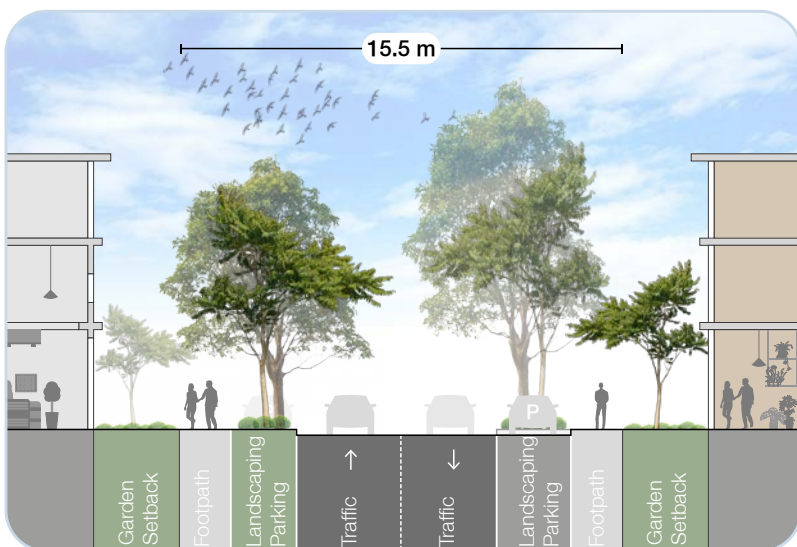 15.5 m
P
Garden
Setback
Footpath
Landscaping
Parking
Traffic
Traffic
Landscaping
Parking
Footpath
Garden
Setback